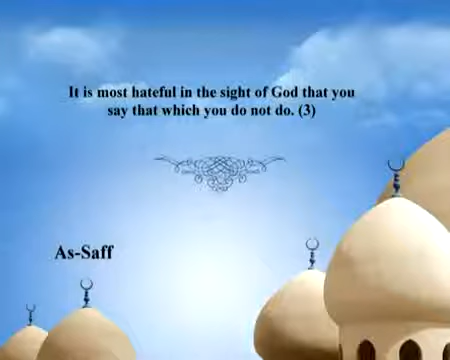 It is most hateful in the sight of God that you
say that which you do not do. (3)
As-Saff